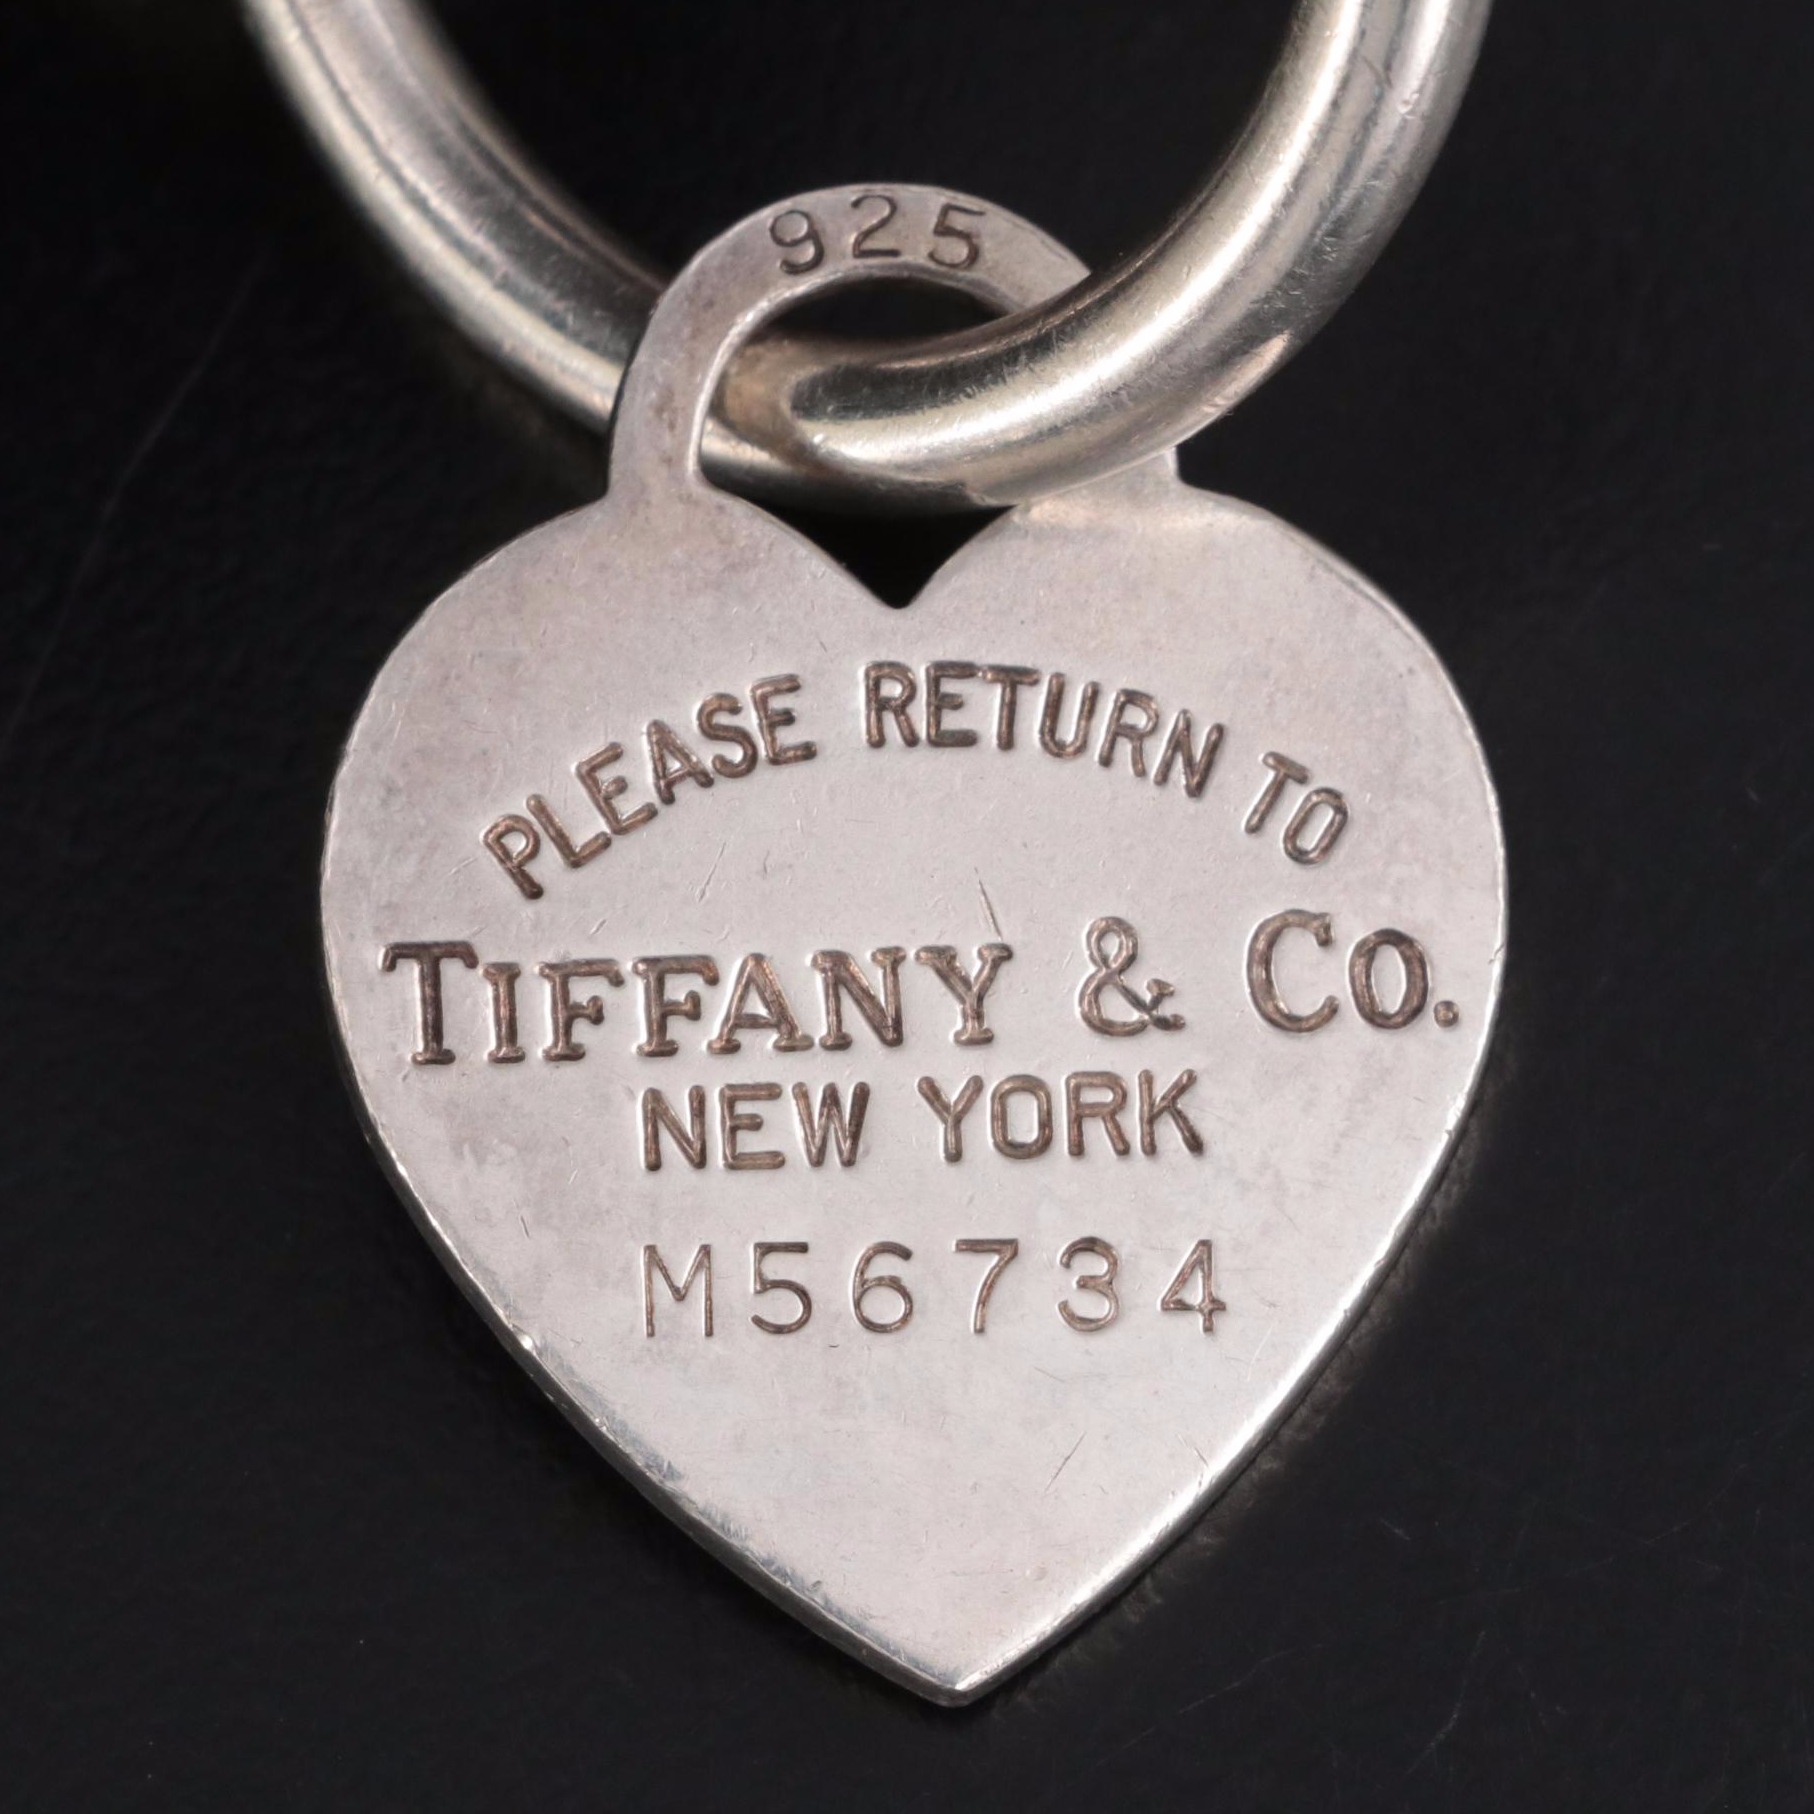 925
PLEASE RETURN TO
TIFFANY & CO.
NEW YORK
M56734